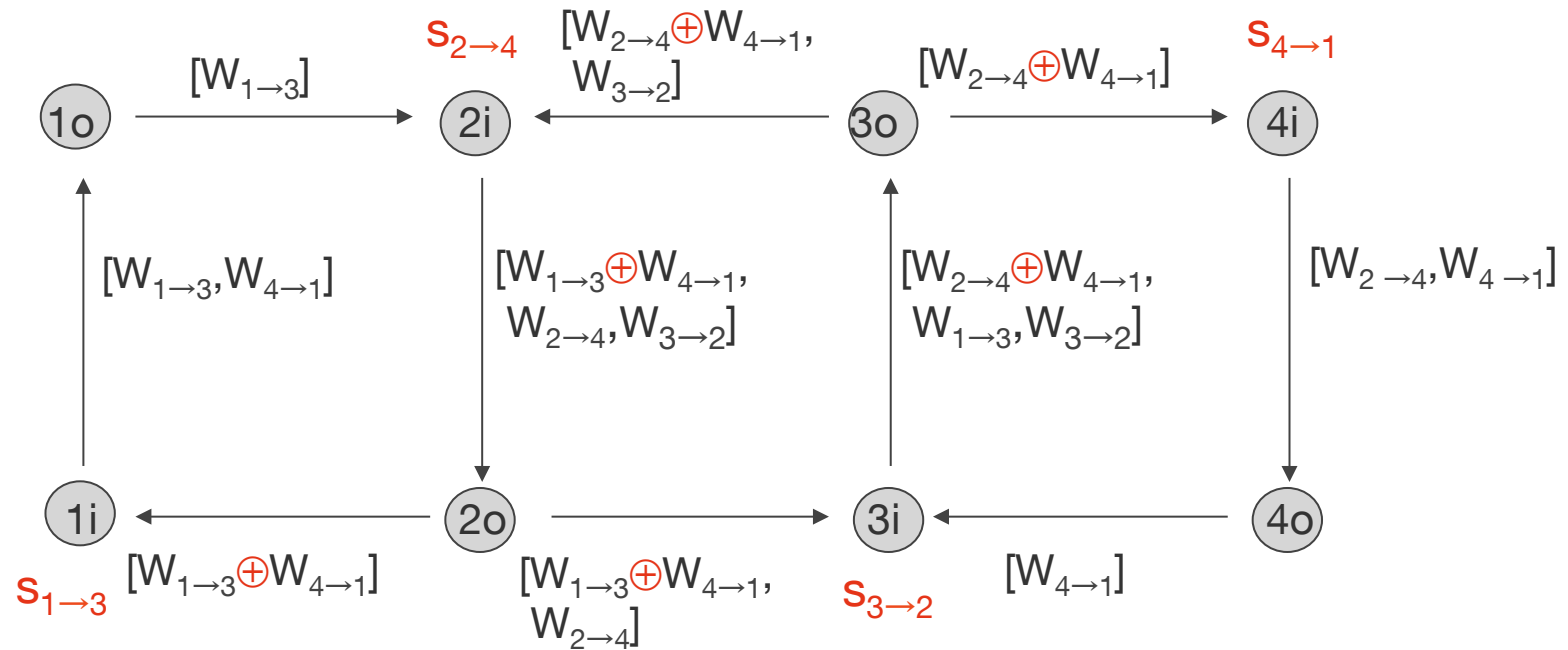 s₂→₄
[W₂→₄⊕W₄→₁,
W₃→₂]
s₄→₁
[W₁→₃]
[W₂→₄⊕W₄→₁]
1o
2i
3o
4i
[W₁→₃,W₄→₁]
[W₁→₃⊕W₄→₁,
W₂→₄,W₃→₂]
[W₂→₄⊕W₄→₁,
W₁→₃,W₃→₂]
[W₂ →₄,W₄ →₁]
1i
2o
3i
4o
s₁→₃
[W₁→₃⊕W₄→₁]
[W₁→₃⊕W₄→₁,
W₂→₄]
s₃→₂
[W₄→₁]